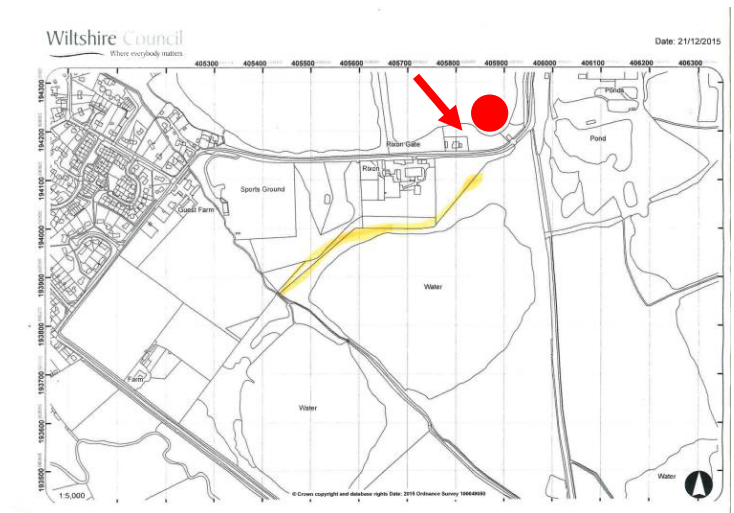 Wiltshire Council
Where everybody matters
Date: 21/12/2015
405300 405400 405500 405600 405700 405800 405900 406000 406100 406200 406300
194300
Ponds
194200
Rixon Gate
Pond
Rixon
194100
Sports Ground
Guest Farm
194000
193900
Water
193800
193700
Farm
Water
193600
193500
Water
1:5,000
© Crown copyright and database rights Date: 2015 Ordnance Survey 100049050